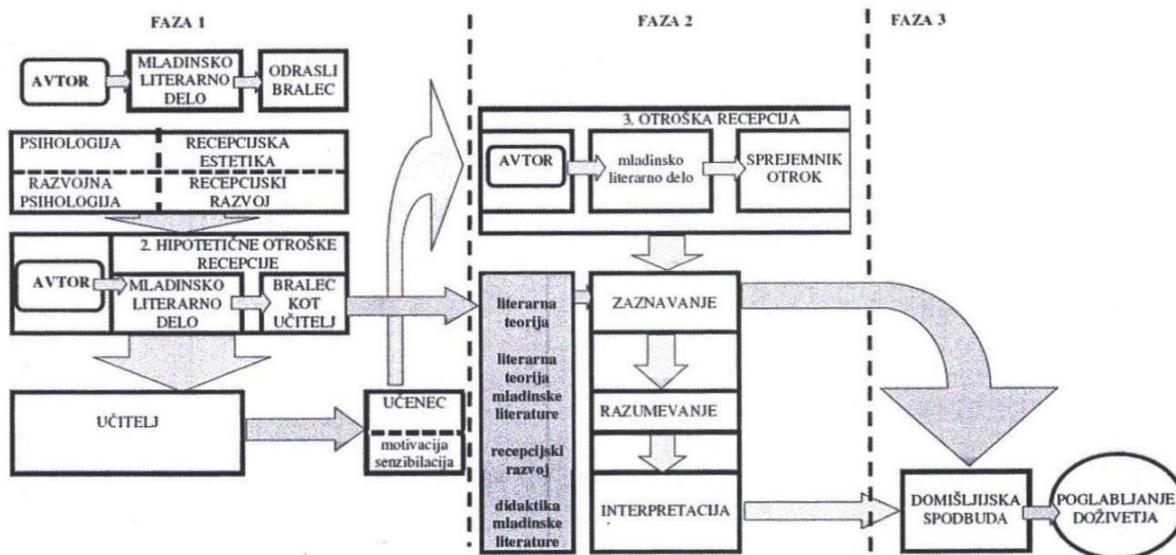 FAZA 1
AVTOR
MLADINSKO
LITERARNO
DELO
ODRASLI
BRALEC
PSIHOLOGIJA
RECEPCIJSKA
ESTETIKA
RAZVOJNA
PSIHOLOGIJA
RECEPCIJSKI
RAZVOJ
2. HIPOTETIČNE OTROŠKE
RECEPCIJE
AVTOR
MLADINSKO
LITERARNO
DELO
BRALEC
KOT
UČITELJ
UČITELJ
UČENEC
motivacija
senzibilacija
FAZA 2
3. OTROŠKA RECEPCIJA
AVTOR
mladinsko
literarno delo
SPREJEMNIK
OTROK
literarna
teorija
literarna
teorija
mladinske
literature
recepcijski
razvoj
didaktika
mladinske
literature
ZAZNAVANJE
RAZUMEVANJE
INTERPRETACIJA
FAZA 3
DOMIŠLJIJSKA
SPODBUDA
POGLABLJANJE
DOŽIVETJA